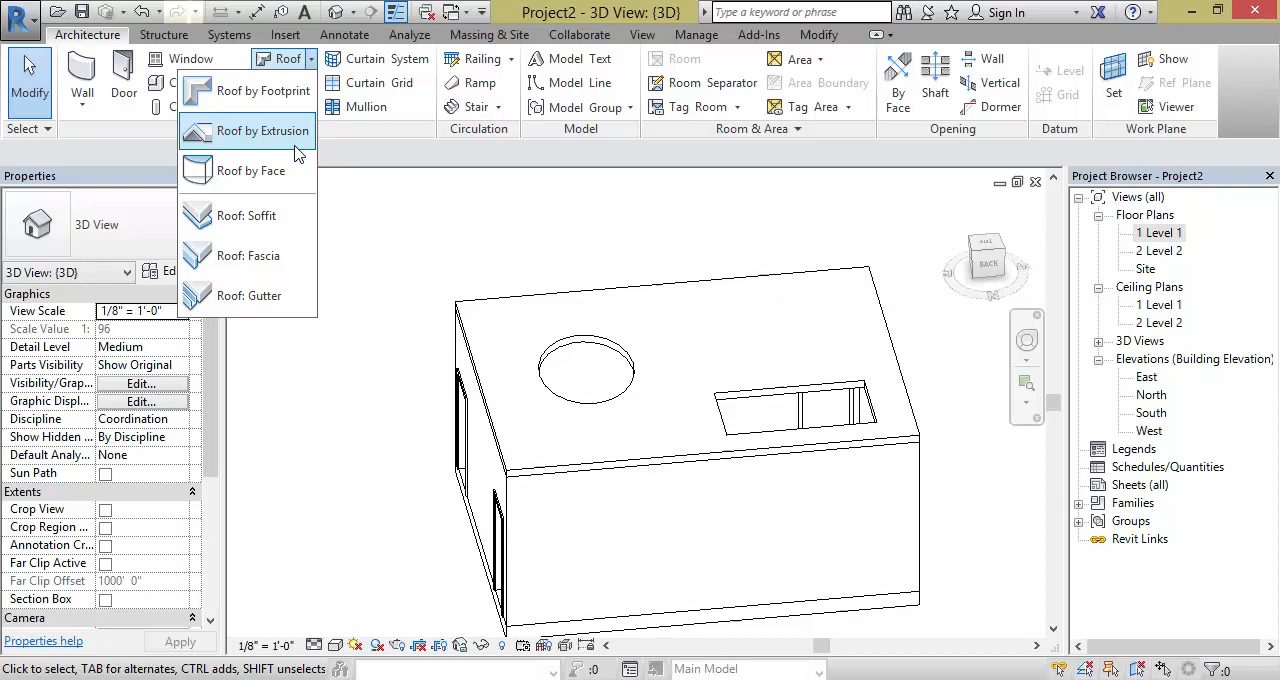 Project2 - 3D View: {3D}
Type a keyword or phrase
Sign In
Architecture Structure Systems Insert Annotate Analyze Massing & Site Collaborate View Manage Add-Ins Modify
Modify
Select
Wall
Door
Window
Roof
Curtain System
Curtain Grid
Mullion
Railing
Ramp
Stair
Circulation
Model Text
Model Line
Model Group
Model
Room
Room Separator
Tag Room
Area
Area Boundary
Tag Area
Room & Area
By Face
Shaft
Wall
Vertical
Dormer
Opening
Level
Grid
Datum
Set
Show
Ref Plane
Viewer
Work Plane
Roof by Footprint
Roof by Extrusion
Roof by Face
Roof: Soffit
Roof: Fascia
Roof: Gutter
Properties
3D View
3D View: {3D}
Ed
Graphics
View Scale 1/8" = 1'-0"
Scale Value 1: 96
Detail Level Medium
Parts Visibility Show Original
Visibility/Grap... Edit...
Graphic Displ... Edit...
Discipline Coordination
Show Hidden ... By Discipline
Default Analy... None
Sun Path
Extents
Crop View
Crop Region ...
Annotation Cr...
Far Clip Active
Far Clip Offset 1000' 0"
Section Box
Camera
Properties help
Apply
BACK
Project Browser - Project2
Views (all)
Floor Plans
1 Level 1
2 Level 2
Site
Ceiling Plans
1 Level 1
2 Level 2
3D Views
Elevations (Building Elevation)
East
North
South
West
Legends
Schedules/Quantities
Sheets (all)
Families
Groups
Revit Links
1/8" = 1'-0"
Click to select, TAB for alternates, CTRL adds, SHIFT unselects
:0
Main Model
:0